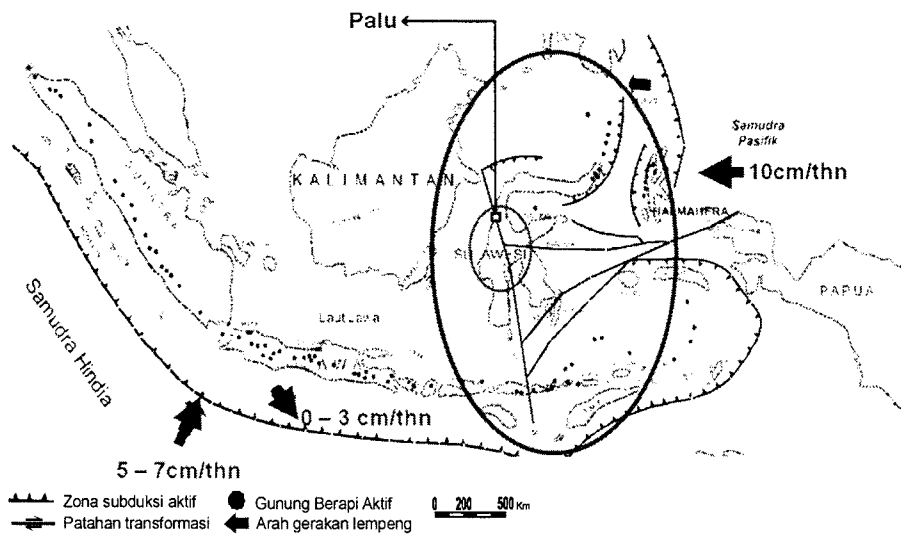 Palu
Samudra
Pasifik
10cm/thn
KALIMANTAN
HALMAHERA
SULAWESI
PAPUA
Laut Jawa
Samudra Hindia
0 – 3 cm/thn
5 – 7cm/thn
Zona subduksi aktif
Gunung Berapi Aktif
0 200 500 Km
Patahan transformasi
Arah gerakan lempeng